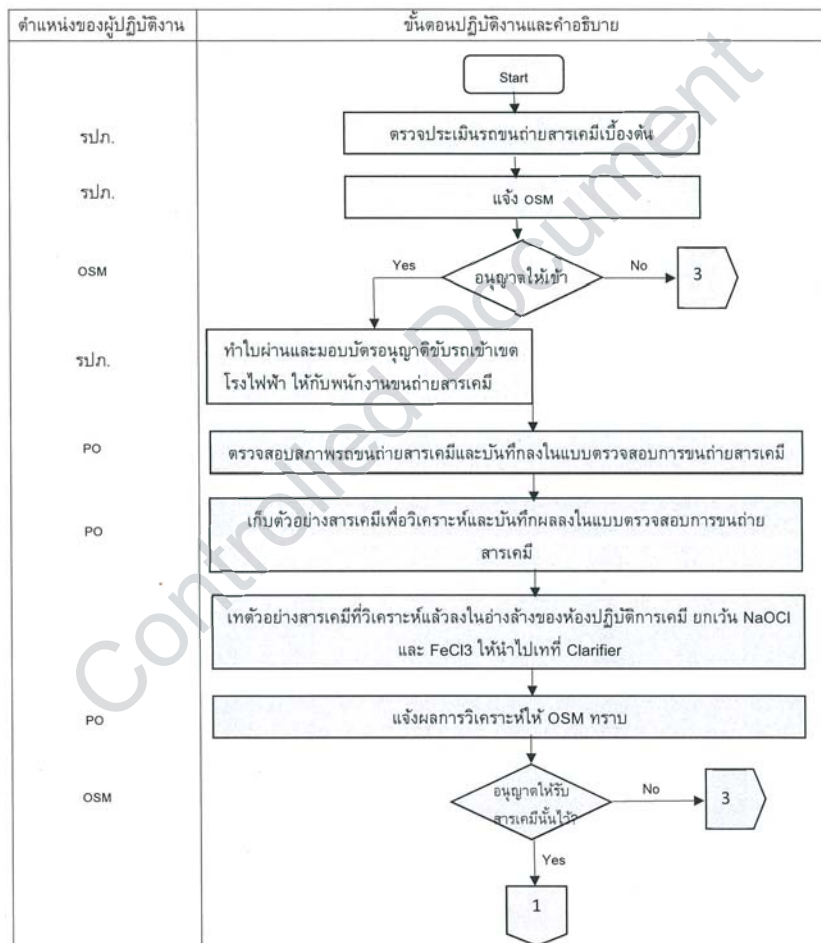 ตำแหน่งของผู้ปฏิบัติงาน
ขั้นตอนปฏิบัติงานและคำอธิบาย
Start
รปภ.
ตรวจประเมินรถขนถ่ายสารเคมีเบื้องต้น
รปภ.
แจ้ง OSM
OSM
Yes
อนุญาตให้เข้า
No
3
รปภ.
ทำใบผ่านและมอบบัตรอนุญาติขับรถเข้าเขต
โรงไฟฟ้า ให้กับพนักงานขนถ่ายสารเคมี
PO
ตรวจสอบสภาพรถขนถ่ายสารเคมีและบันทึกลงในแบบตรวจสอบการขนถ่ายสารเคมี
PO
เก็บตัวอย่างสารเคมีเพื่อวิเคราะห์และบันทึกผลลงในแบบตรวจสอบการขนถ่าย
สารเคมี
เทตัวอย่างสารเคมีที่วิเคราะห์แล้วลงในอ่างล้างของห้องปฏิบัติการเคมี ยกเว้น NaOCl
และ FeCl3 ให้นำไปเทที่ Clarifier
PO
แจ้งผลการวิเคราะห์ให้ OSM ทราบ
OSM
อนุญาตให้รับ
สารเคมีนั้นไว้?
No
3
Yes
1
Controlled Document